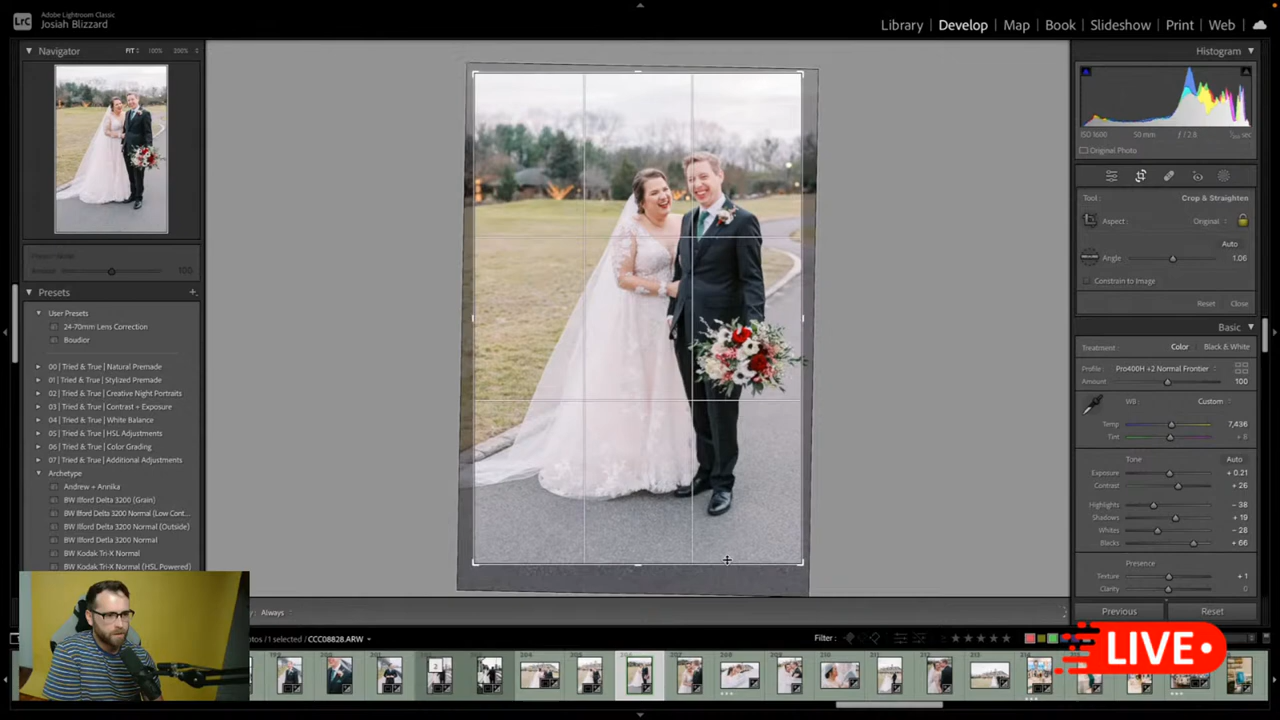 LrC
Adobe Lightroom Classic
Josiah Blizzard
Library | Develop | Map | Book | Slideshow | Print | Web
Navigator FIT 100% 200%
100
Presets +
User Presets
24-70mm Lens Correction
Boudior
00 | Tried & True | Natural Premade
01 | Tried & True | Stylized Premade
02 | Tried & True | Creative Night Portraits
03 | Tried & True | Contrast + Exposure
04 | Tried & True | White Balance
05 | Tried & True | HSL Adjustments
06 | Tried & True | Color Grading
07 | Tried & True | Additional Adjustments
Archetype
Andrew + Annika
BW Ilford Delta 3200 (Grain)
BW Ilford Delta 3200 Normal (Low Cont...
BW Ilford Delta 3200 Normal (Outside)
BW Ilford Delta 3200 Normal
BW Kodak Tri-X Normal
BW Kodak Tri-X Normal (HSL Powered)
Histogram
ISO 1600 50 mm ƒ / 2.8 sec
Original Photo
Tool: Crop & Straighten
Aspect: Original
Auto
Angle 1.06
Constrain to Image
Reset Close
Basic
Treatment: Color Black & White
Profile: Pro400H +2 Normal Frontier
Amount 100
WB: Custom
Temp 7,436
Tint + 8
Tone Auto
Exposure + 0.21
Contrast + 26
Highlights - 38
Shadows + 19
Whites - 28
Blacks + 66
Presence
Texture + 1
Clarity 0
Previous Reset
Always
otos / 1 selected / CCC08828.ARW
Filter:
LIVE
204
2